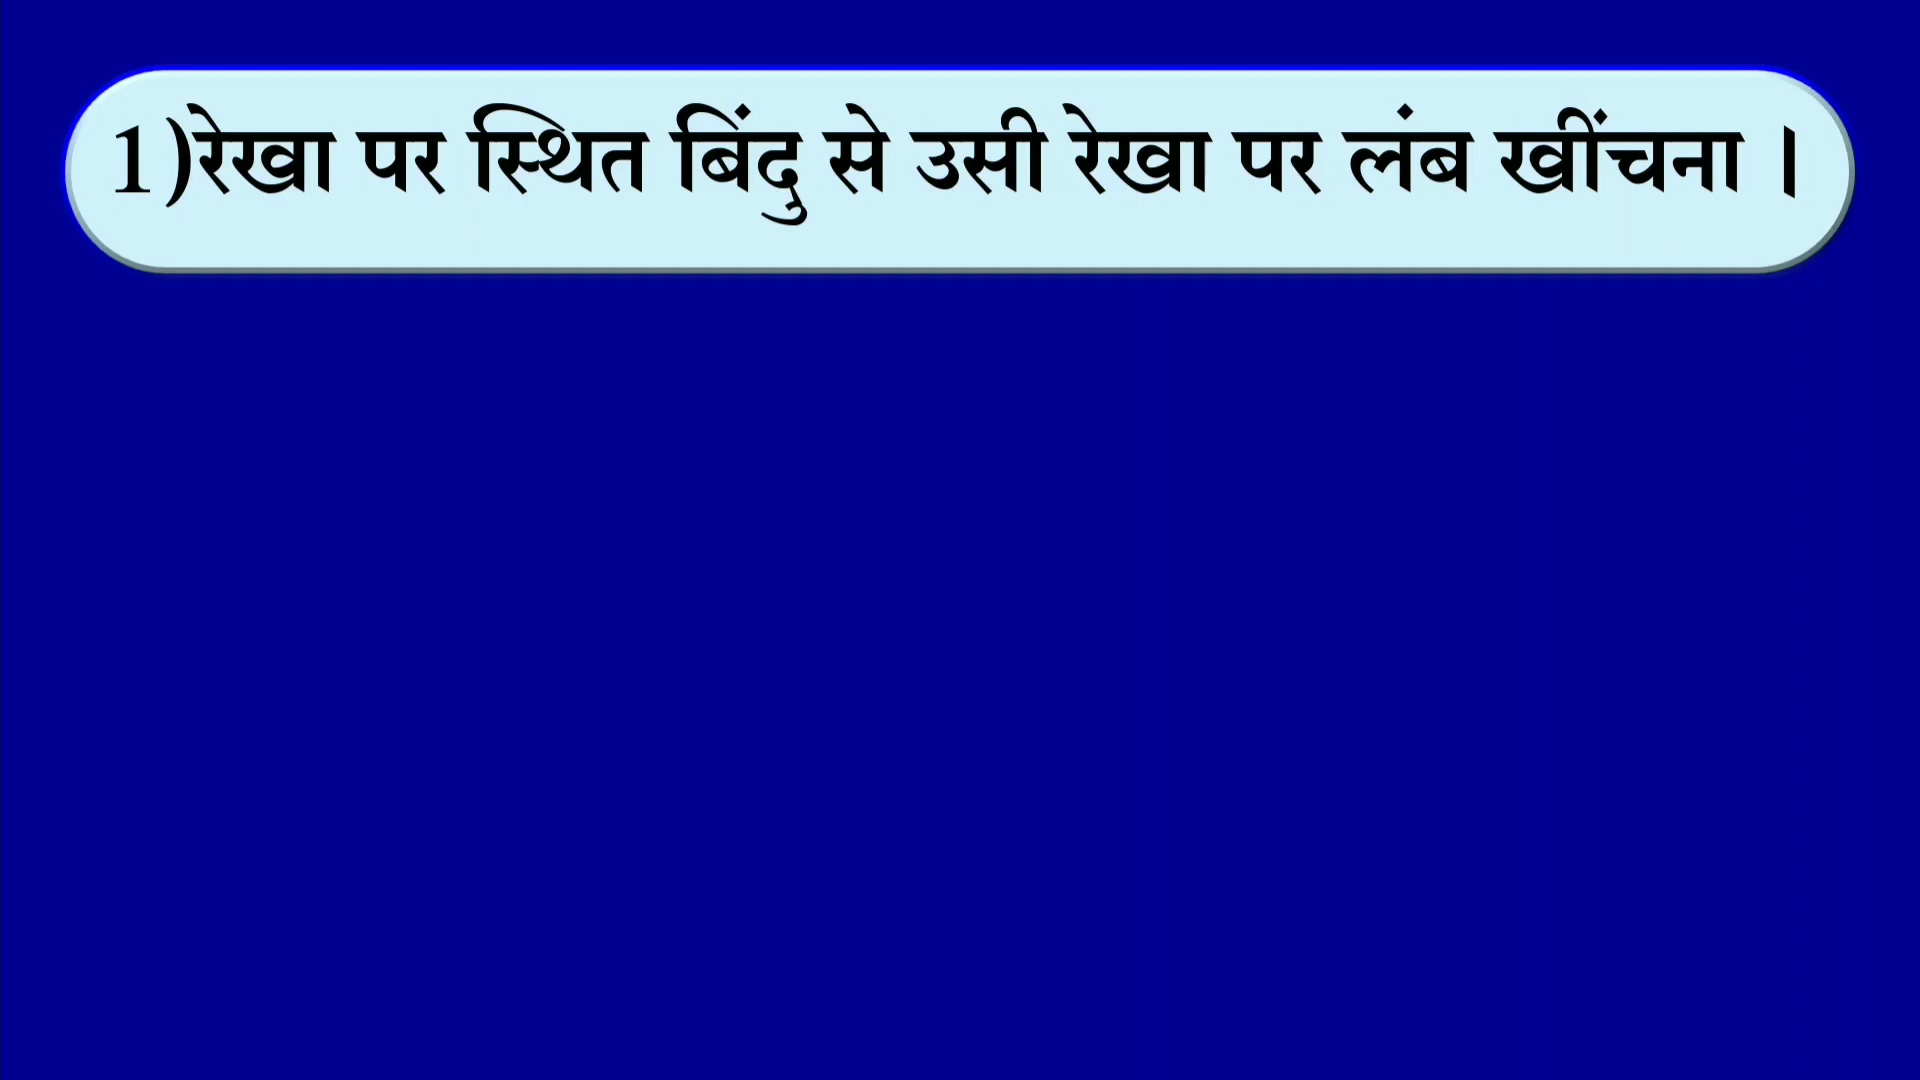 1)रेखा पर स्थित बिंदु से उसी रेखा पर लंब खींचना ।